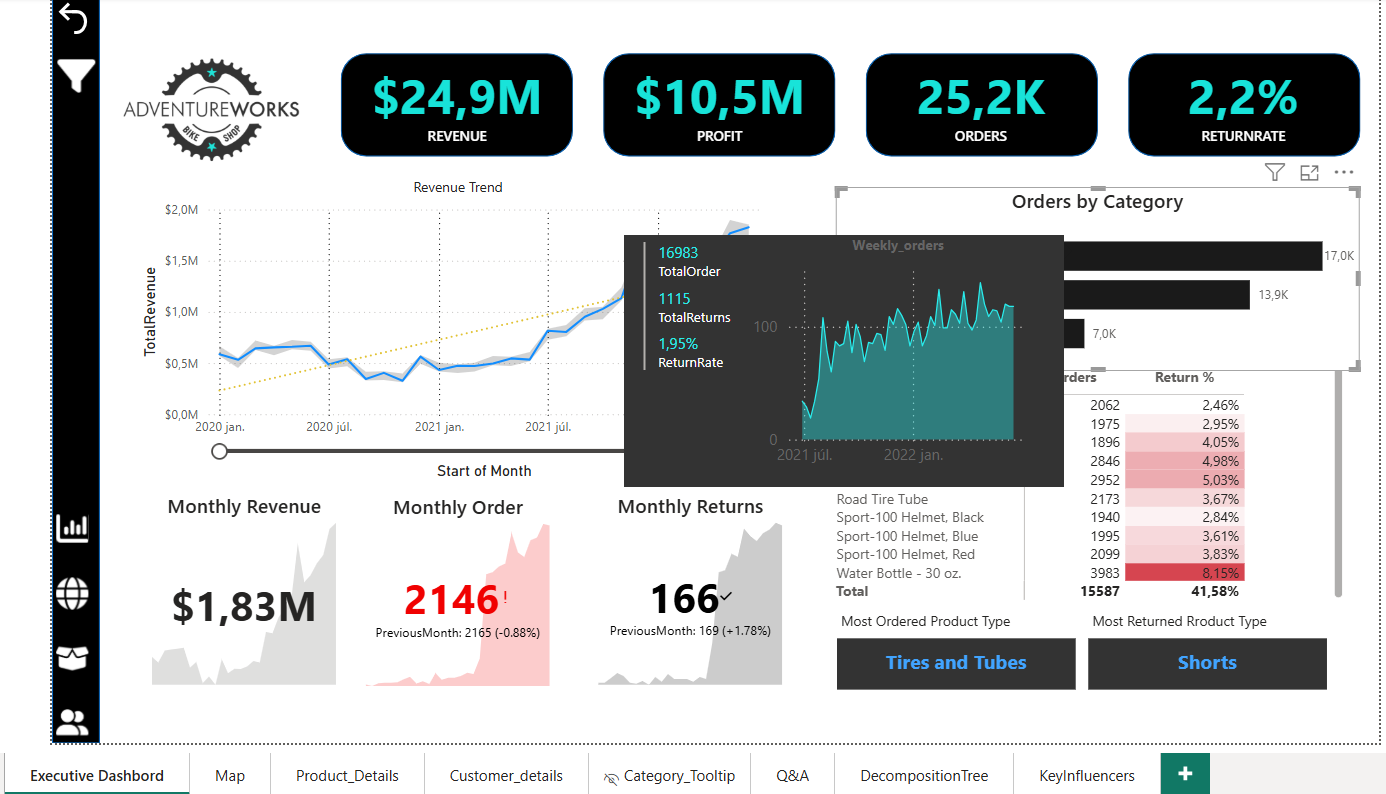 ADVENTUREWORKS
BIKE SHOP
$24,9M
REVENUE
$10,5M
PROFIT
25,2K
ORDERS
2,2%
RETURNRATE
Revenue Trend
TotalRevenue
$2,0M
$1,5M
$1,0M
$0,5M
$0,0M
2020 jan.
2020 júl.
2021 jan.
2021 júl.
Start of Month
Orders by Category
17,0K
13,9K
7,0K
16983
TotalOrder
1115
TotalReturns
1,95%
ReturnRate
Weekly_orders
100
0
2021 júl.
2022 jan.
rders Return %
2062 2,46%
1975 2,95%
1896 4,05%
2846 4,98%
2952 5,03%
Road Tire Tube 2173 3,67%
Sport-100 Helmet, Black 1940 2,84%
Sport-100 Helmet, Blue 1995 3,61%
Sport-100 Helmet, Red 2099 3,83%
Water Bottle - 30 oz. 3983 8,15%
Total 15587 41,58%
Monthly Revenue
$1,83M
Monthly Order
2146!
PreviousMonth: 2165 (-0.88%)
Monthly Returns
166
PreviousMonth: 169 (+1.78%)
Most Ordered Product Type
Tires and Tubes
Most Returned Rroduct Type
Shorts
Executive Dashbord
Map
Product_Details
Customer_details
Category_Tooltip
Q&A
DecompositionTree
KeyInfluencers
+